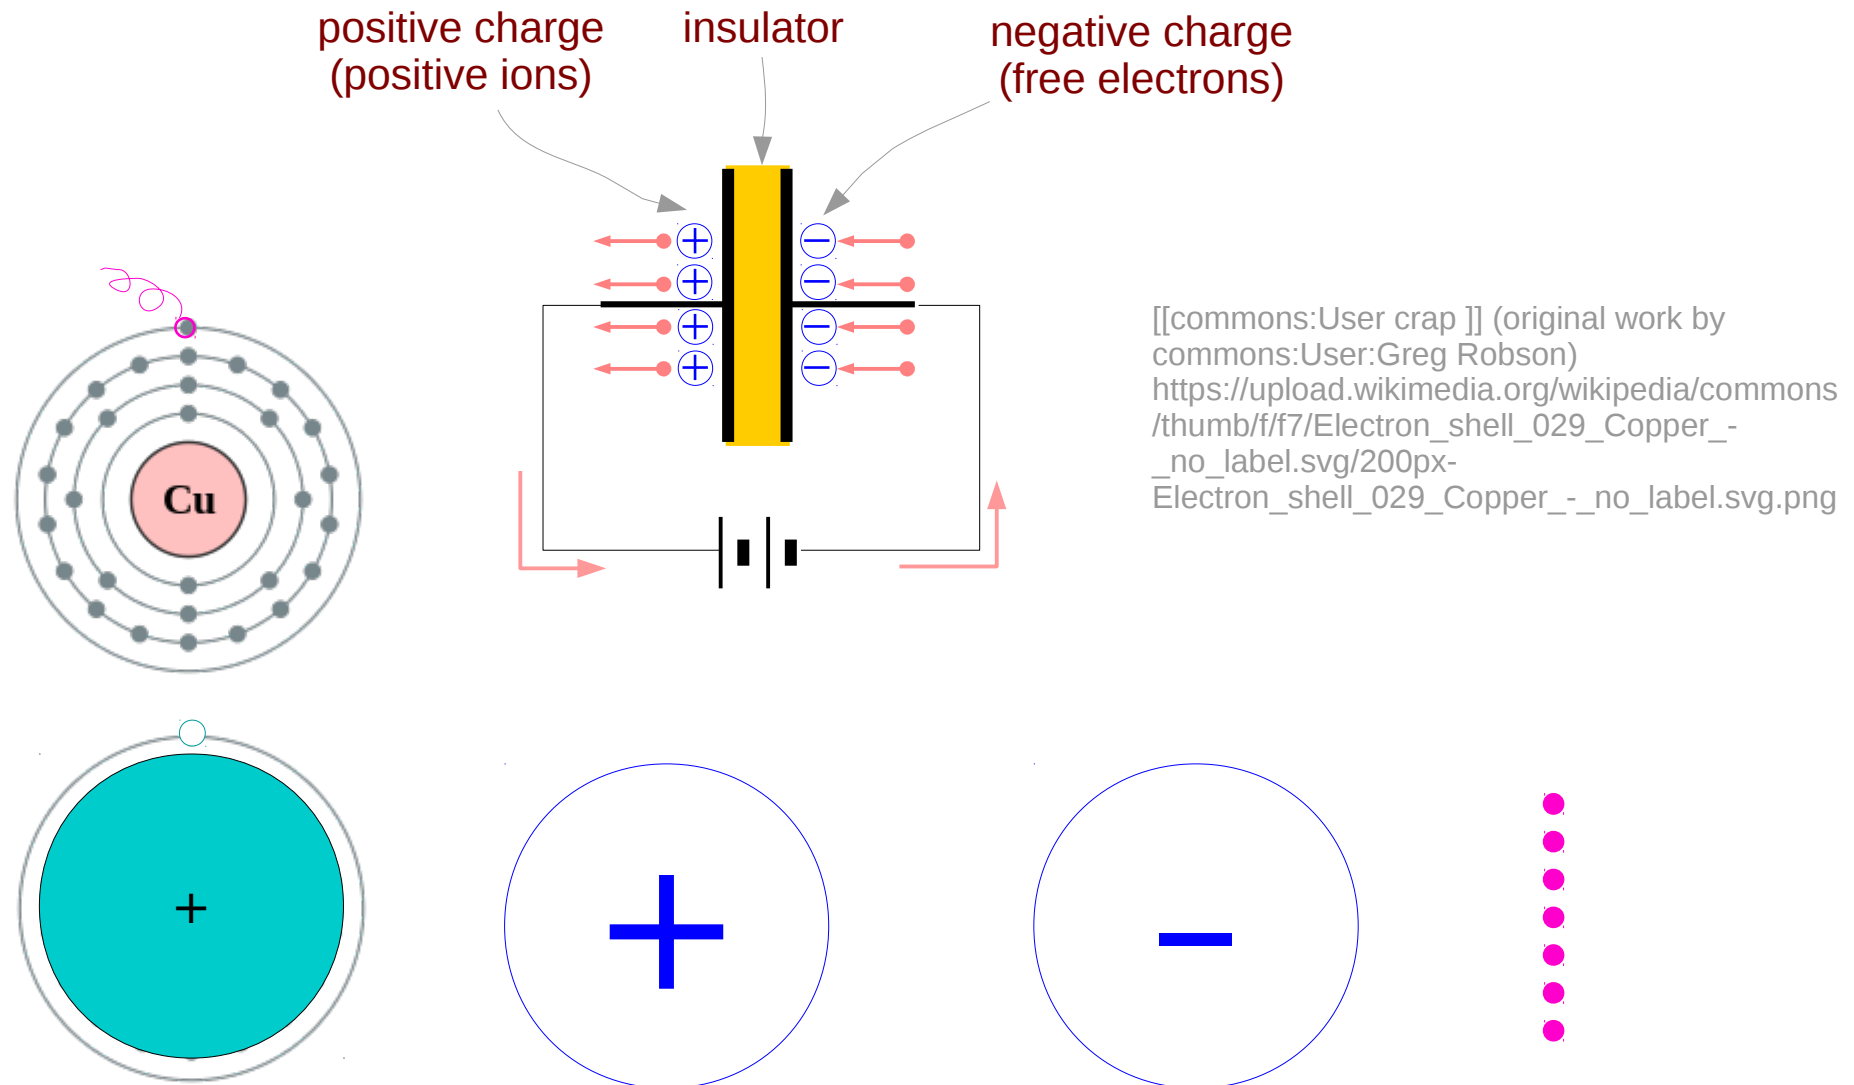 positive charge
(positive ions)
insulator
negative charge
(free electrons)
+
+
+
+
−
−
−
−
[[commons:User crap ]] (original work by
commons:User:Greg Robson)
https://upload.wikimedia.org/wikipedia/commons
/thumb/f/f7/Electron_shell_029_Copper_-
_no_label.svg/200px-
Electron_shell_029_Copper_-_no_label.svg.png
Cu
+
+
−